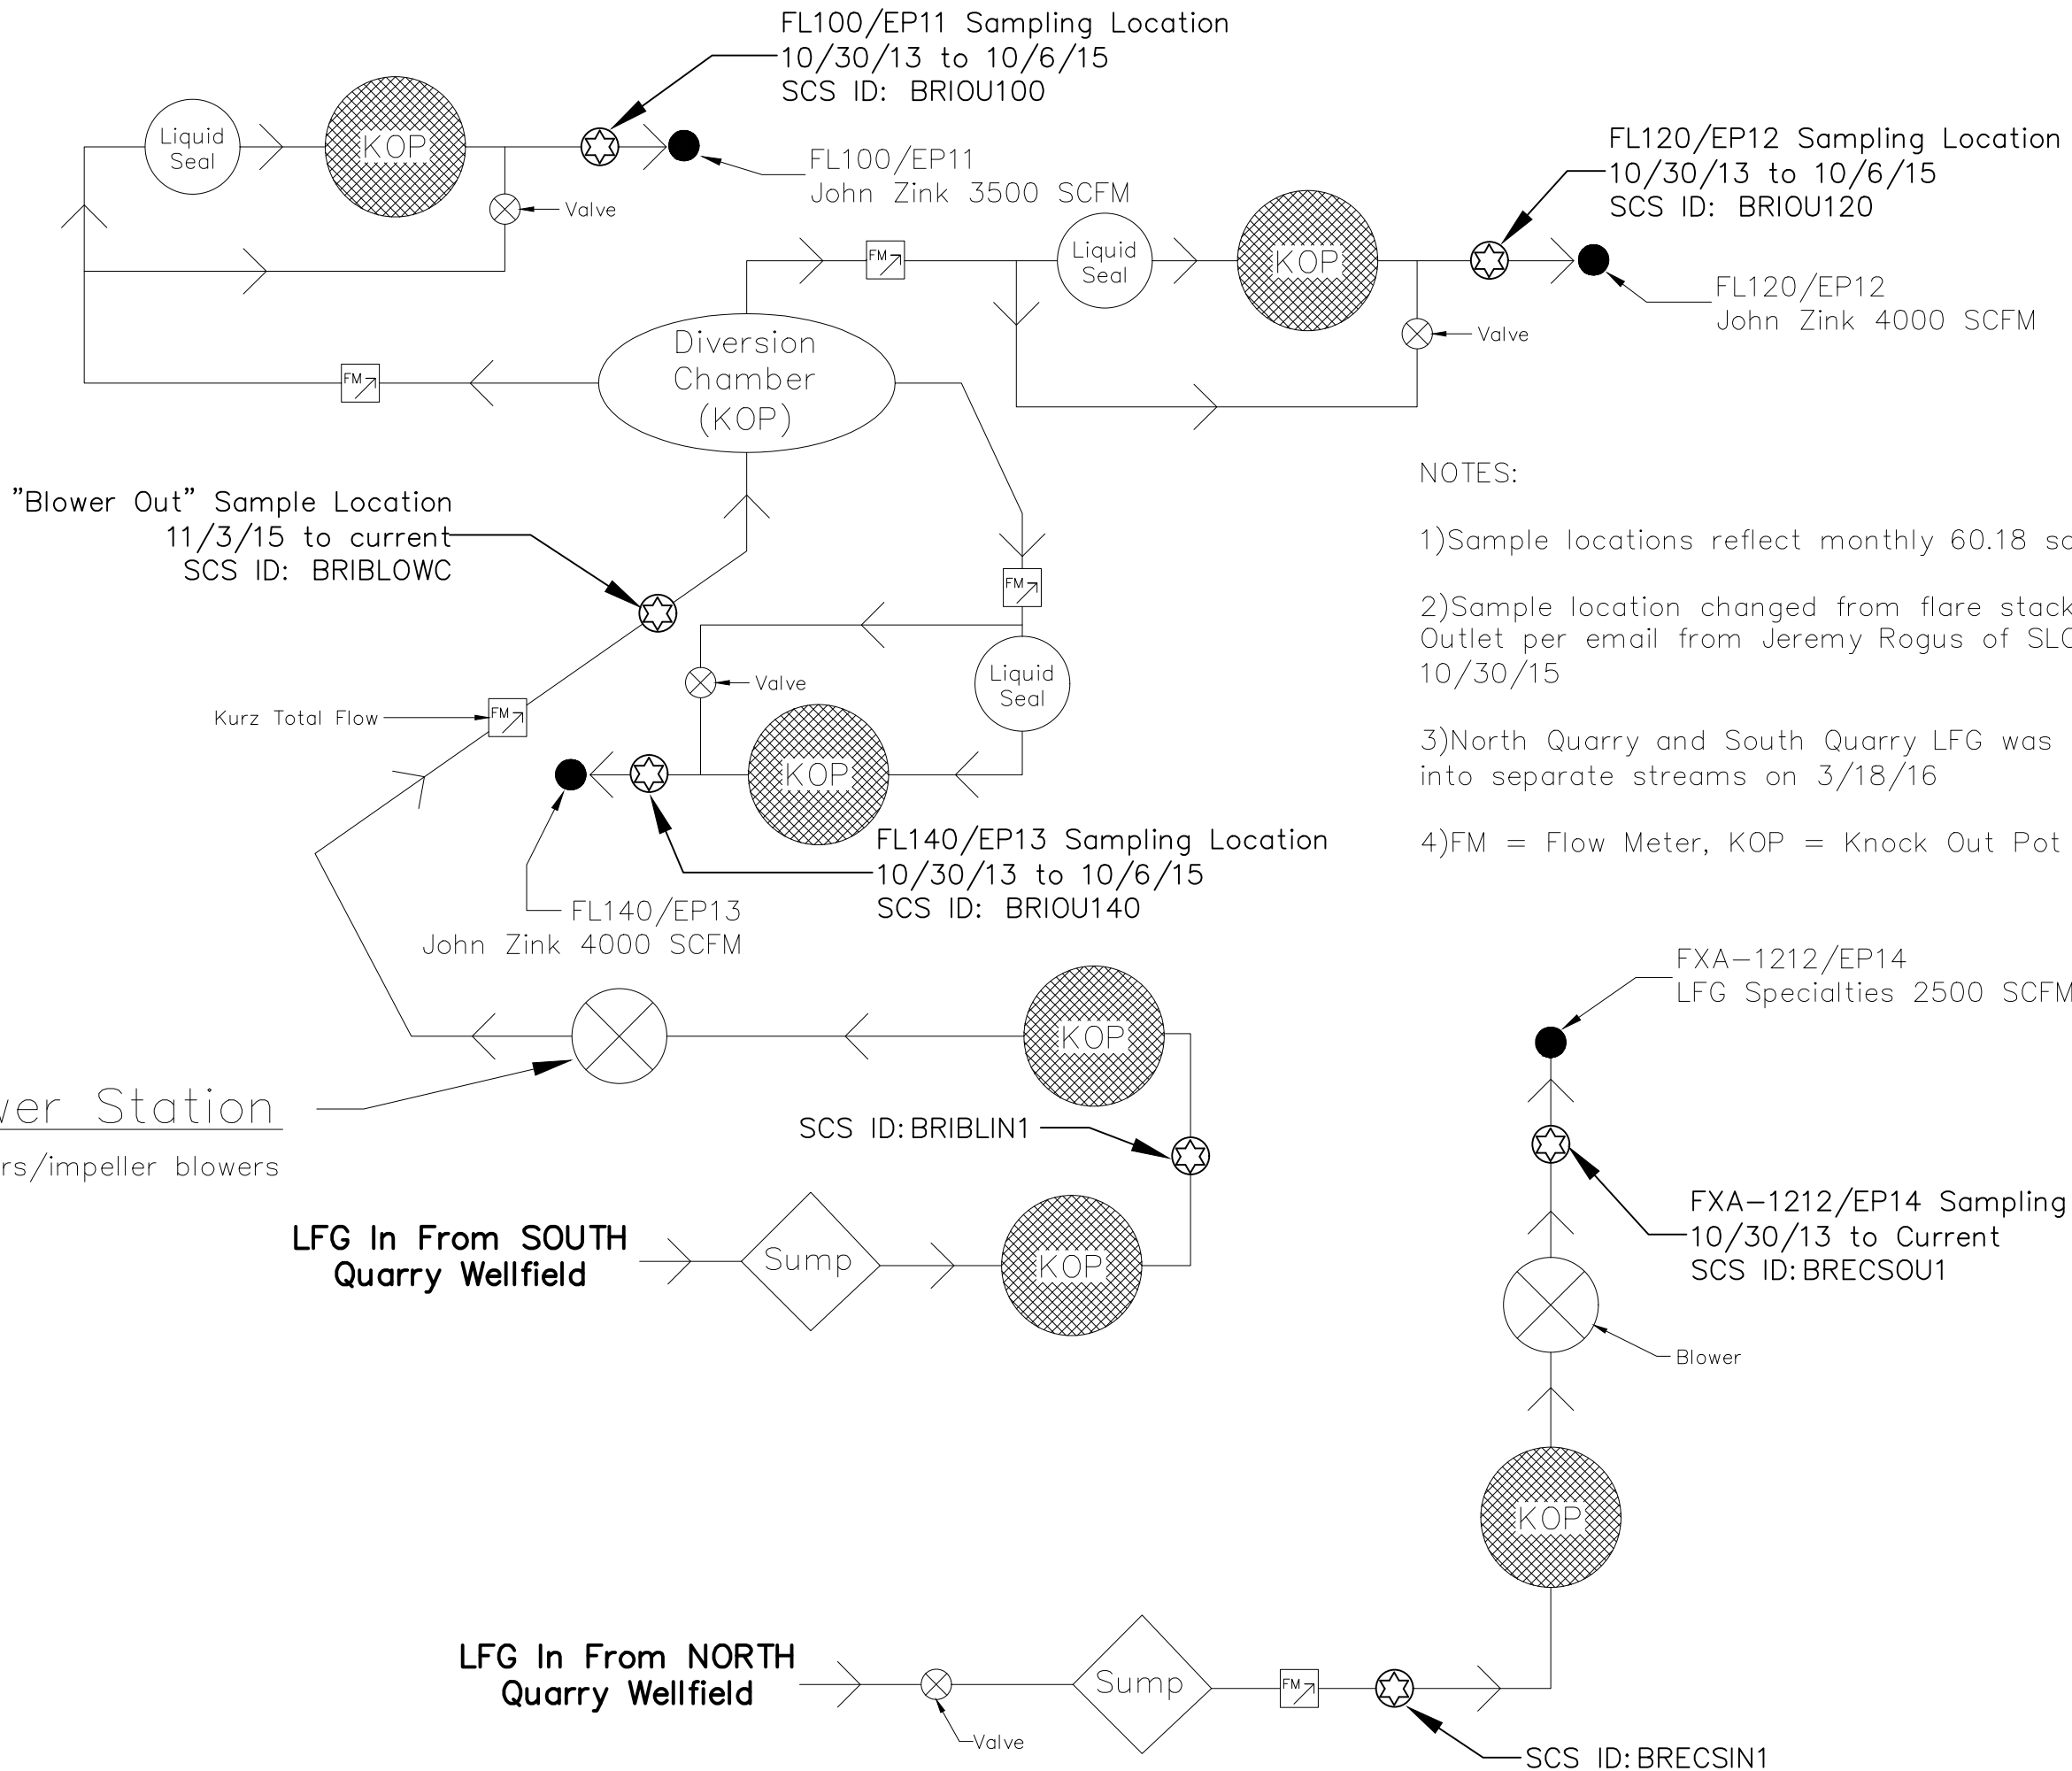 FL100/EP11 Sampling Location
10/30/13 to 10/6/15
SCS ID: BRIOU100
Liquid
Seal
KOP
Valve
FL100/EP11
John Zink 3500 SCFM
FL120/EP12 Sampling Location
10/30/13 to 10/6/15
SCS ID: BRIOU120
FM
Liquid
Seal
KOP
Valve
FL120/EP12
John Zink 4000 SCFM
FM
Diversion
Chamber
(KOP)
"Blower Out" Sample Location
11/3/15 to current
SCS ID: BRIBLOWC
NOTES:
1)Sample locations reflect monthly 60.18
2)Sample location changed from flare stack
Outlet per email from Jeremy Rogus of
10/30/15
3)North Quarry and South Quarry LFG was
into separate streams on 3/18/16
4)FM = Flow Meter, KOP = Knock Out Pot
FM
Liquid
Seal
Valve
Kurz Total Flow
FM
KOP
FL140/EP13 Sampling Location
10/30/13 to 10/6/15
SCS ID: BRIOU140
FL140/EP13
John Zink 4000 SCFM
FXA-1212/EP14
LFG Specialties 2500 SCFM
KOP
Station
/impeller blowers
SCS ID:BRIBLIN1
LFG In From SOUTH
Quarry Wellfield
Sump
KOP
FXA-1212/EP14 Sampling
10/30/13 to Current
SCS ID:BRECSOU1
Blower
KOP
LFG In From NORTH
Quarry Wellfield
Valve
Sump
FM
SCS ID:BRECSIN1